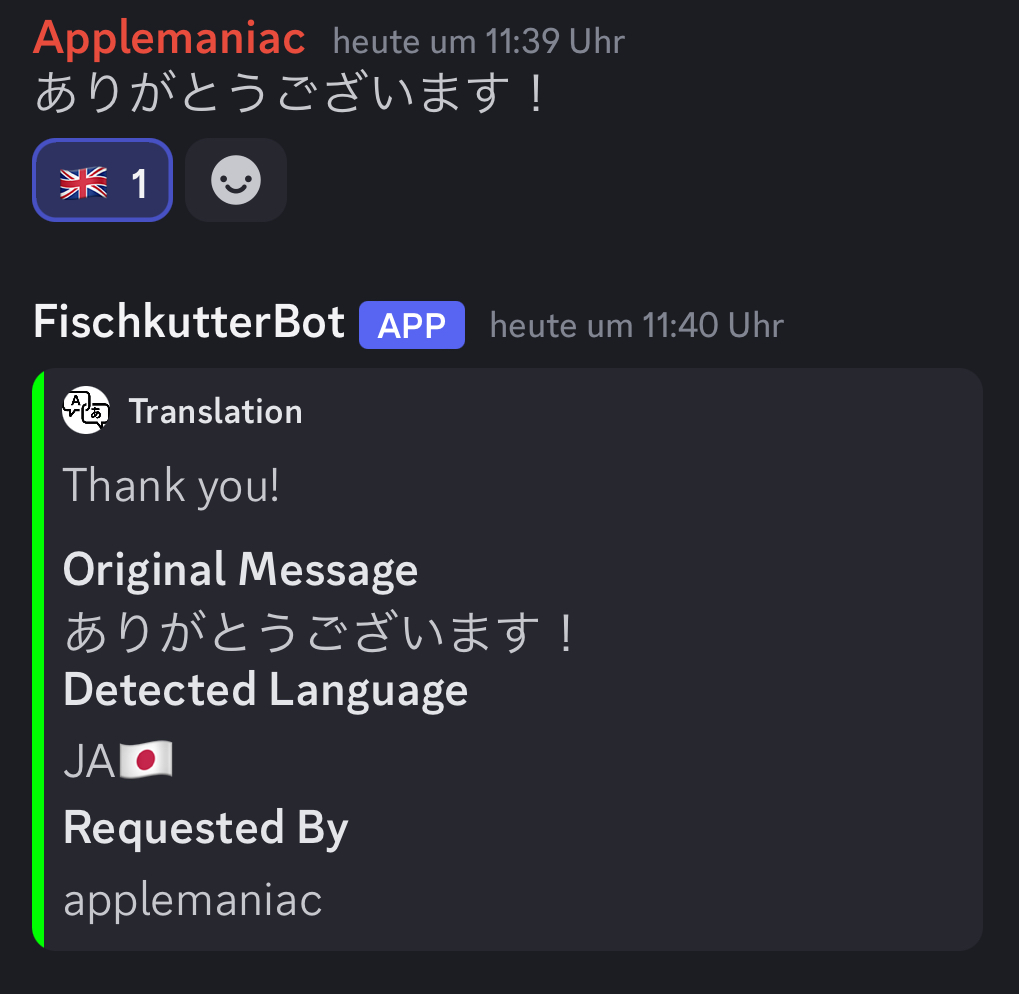 Applemaniac heute um 11:39 Uhr
ありがとうございます！
🇬🇧 1
FischkutterBot APP heute um 11:40 Uhr
A あ Translation
Thank you!
Original Message
ありがとうございます！
Detected Language
JA🇯🇵
Requested By
applemaniac